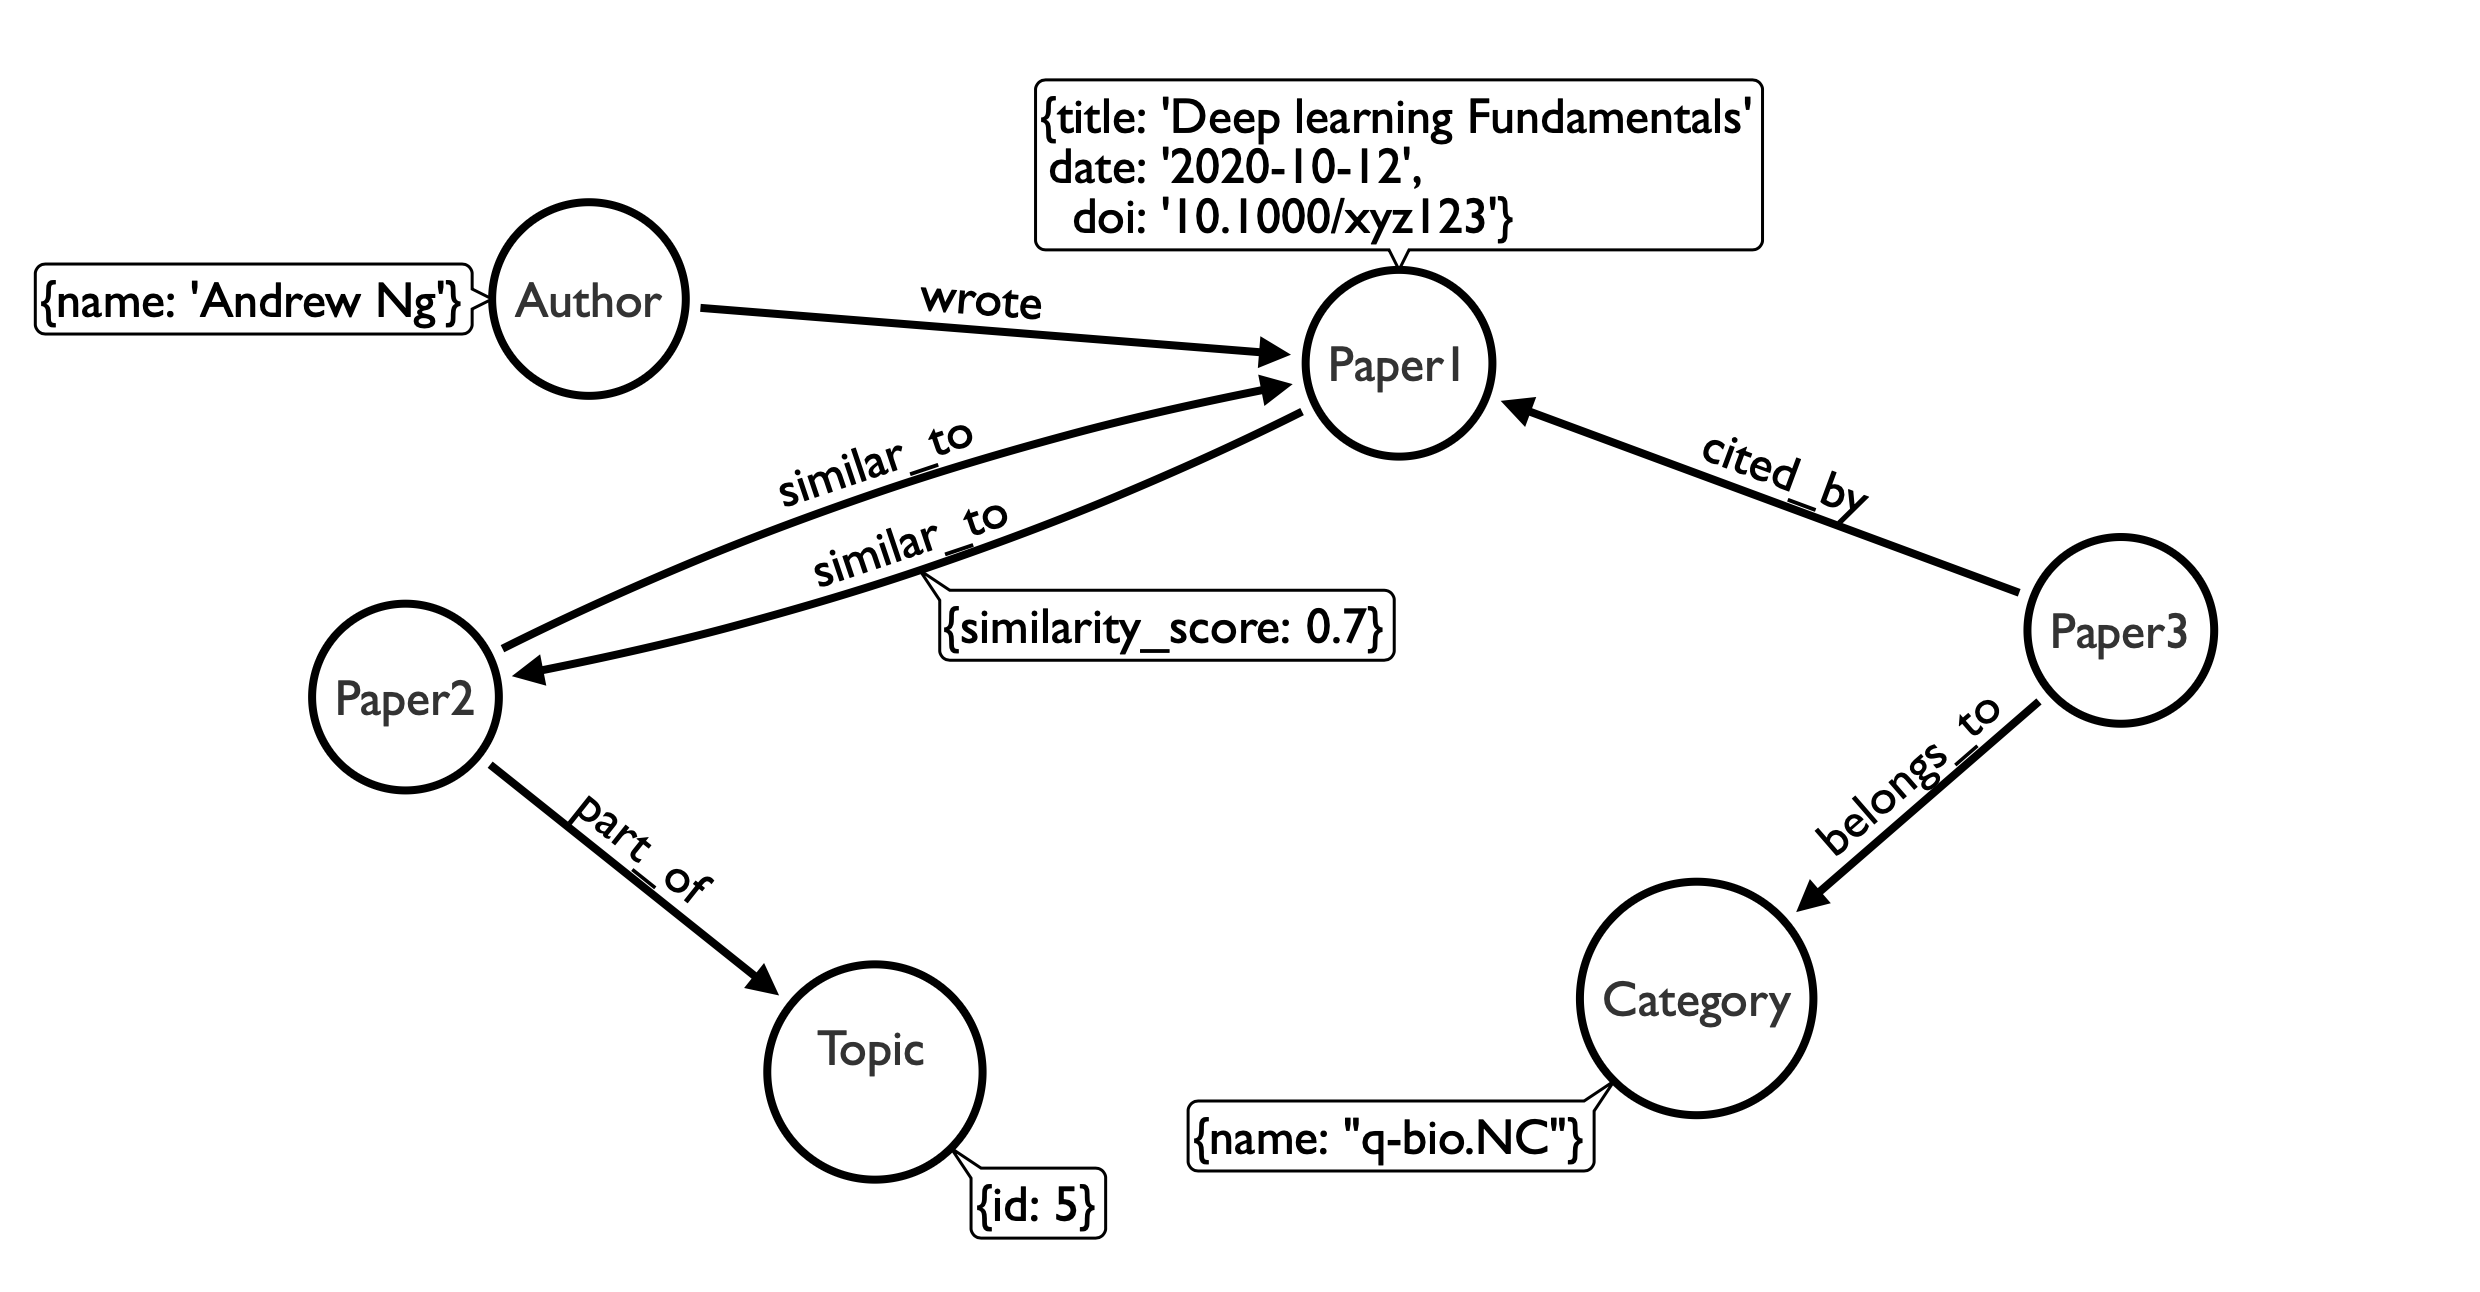 {title: 'Deep learning Fundamentals'
date: '2020-10-12',
doi: '10.1000/xyz123'}
{name: 'Andrew Ng'}
Author
wrote
Paper1
similar_to
cited_by
similar_to
{similarity_score: 0.7}
Paper3
Paper2
belongs_to
part_of
Category
Topic
{name: "q-bio.NC"}
{id: 5}